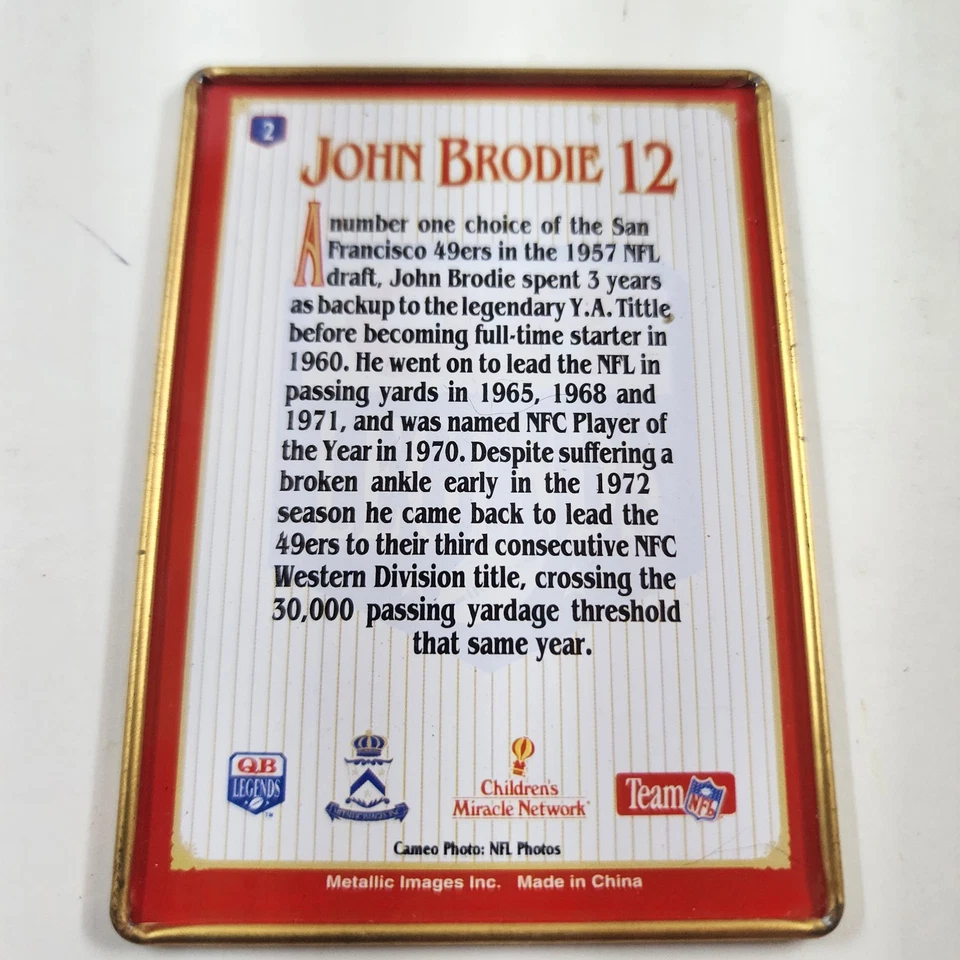 2
JOHN BRODIE 12
A number one choice of the San
Francisco 49ers in the 1957 NFL
draft, John Brodie spent 3 years
as backup to the legendary Y.A. Tittle
before becoming full-time starter in
1960. He went on to lead the NFL in
passing yards in 1965, 1968 and
1971, and was named NFC Player of
the Year in 1970. Despite suffering a
broken ankle early in the 1972
season he came back to lead the
49ers to their third consecutive NFC
Western Division title, crossing the
30,000 passing yardage threshold
that same year.
QB
LEGENDS
TM
Children's
Miracle Network
Team NFL
Cameo Photo: NFL Photos
Metallic Images Inc. Made in China